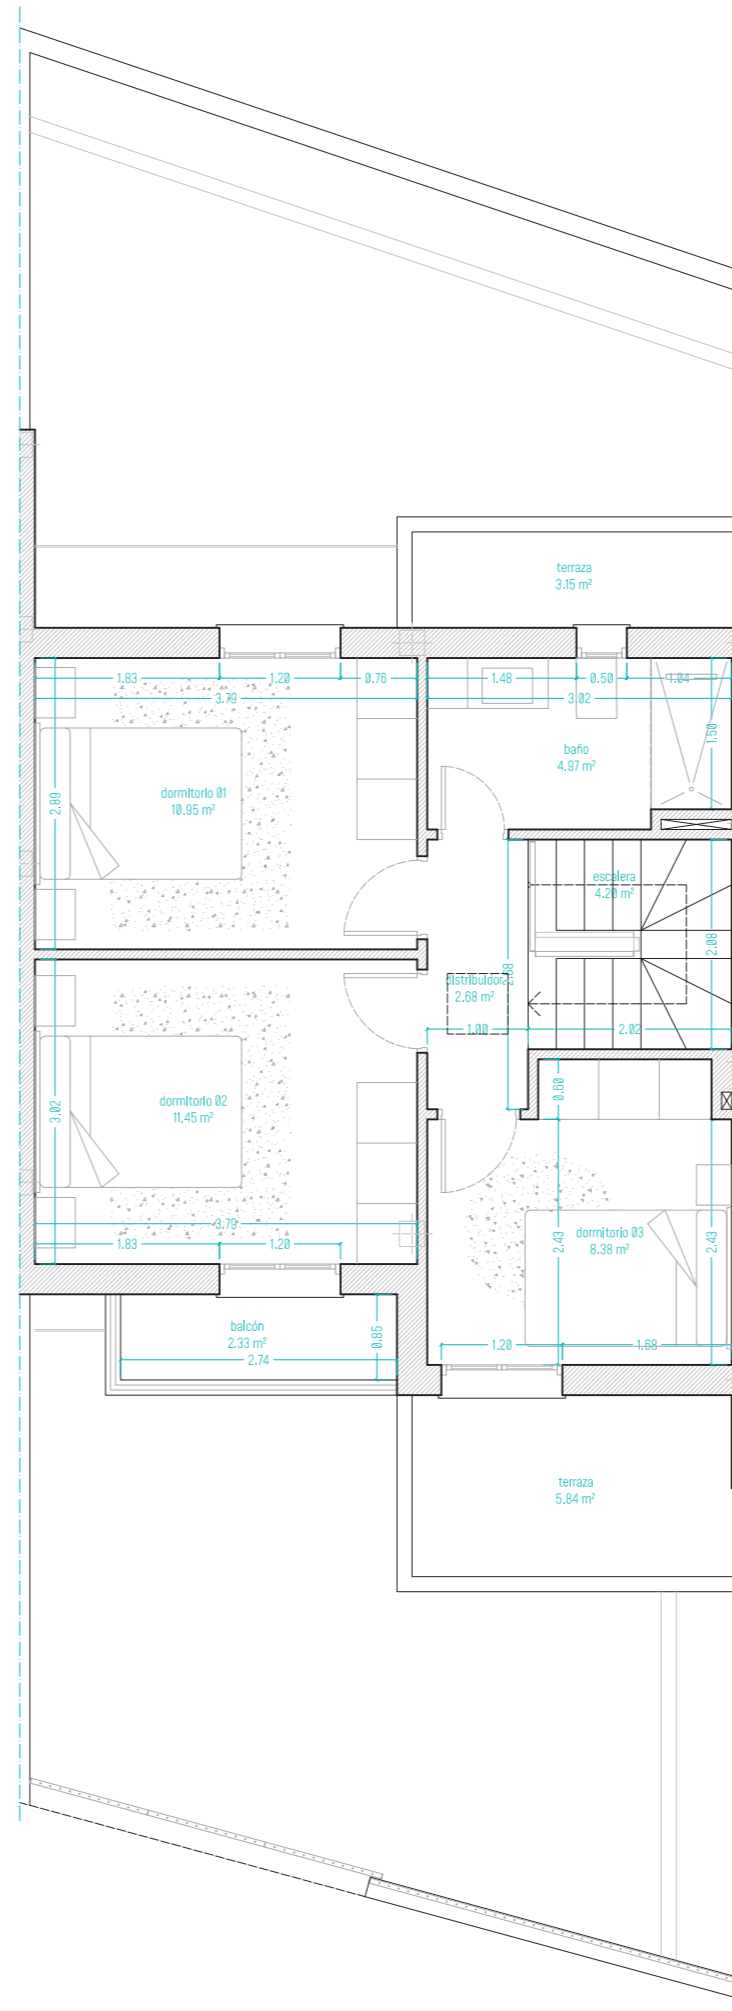 terraza
3.15 m²
1.83
1.20
0.76
3.79
1.48
0.50
1.04
3.02
1.50
baño
4.97 m²
2.89
dormitorio 01
10.95 m²
escalera
4.20 m²
2.08
distribuidor
2.68 m²
2.68
1.00
2.02
3.02
dormitorio 02
11.45 m²
0.60
3.79
1.83
1.20
dormitorio 03
8.38 m²
2.43
2.43
1.20
1.68
balcón
2.33 m²
2.74
0.85
terraza
5.84 m²